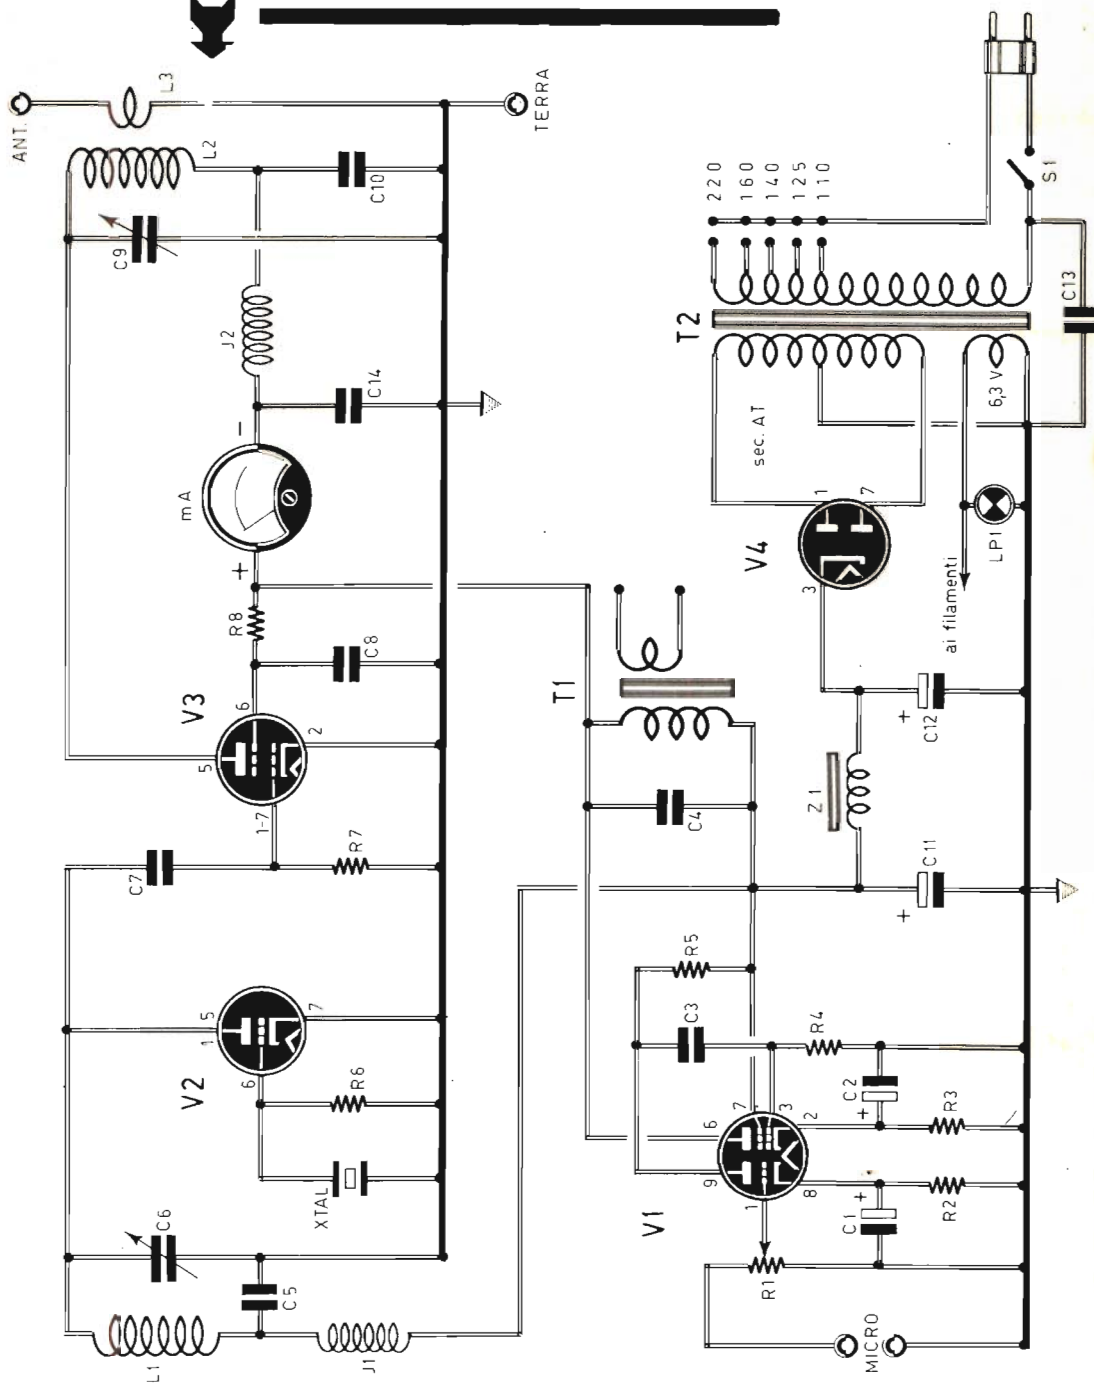 ANT.
L3
L2
C9
C10
TERRA
J2
C14
mA
-
+
R8
C8
V3
5
6
2
1-7
C7
R7
V2
1 5
6
7
R6
XTAL
C6
C5
L1
J1
220
160
140
125
110
S1
T2
C13
6,3 V
sec. AT
1
7
V4
3
LP1
ai filamenti
T1
C4
Z1
C12
+
C11
+
R5
C3
R4
C2
+
R3
V1
9
6
7
3
2
1
8
C1
+
R2
R1
MICRO